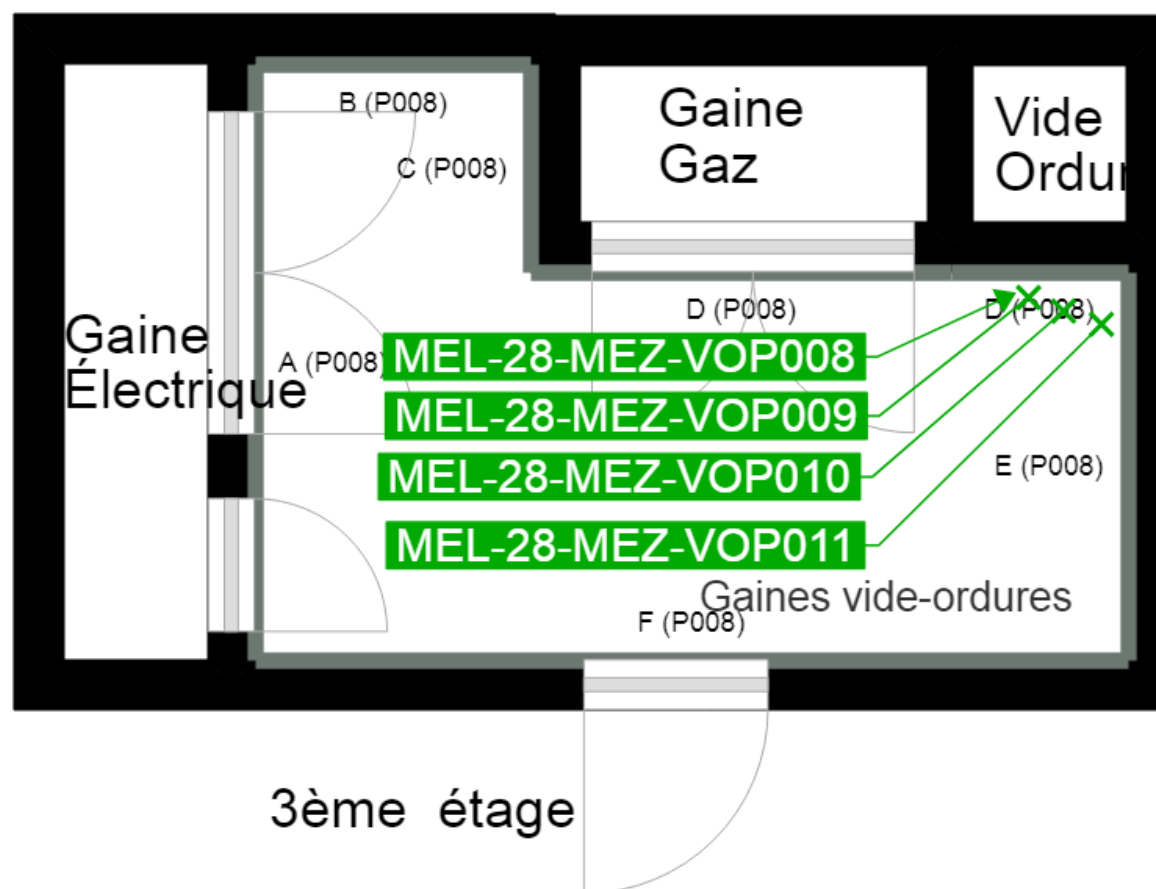 B (P008)
C (P008)
Gaine
Gaz
Vide
Ordur
Gaine
Électrique
A (P008)
D (P008)
D (P008)
MEL-28-MEZ-VOP008
MEL-28-MEZ-VOP009
MEL-28-MEZ-VOP010
MEL-28-MEZ-VOP011
E (P008)
Gaines vide-ordures
F (P008)
3ème étage